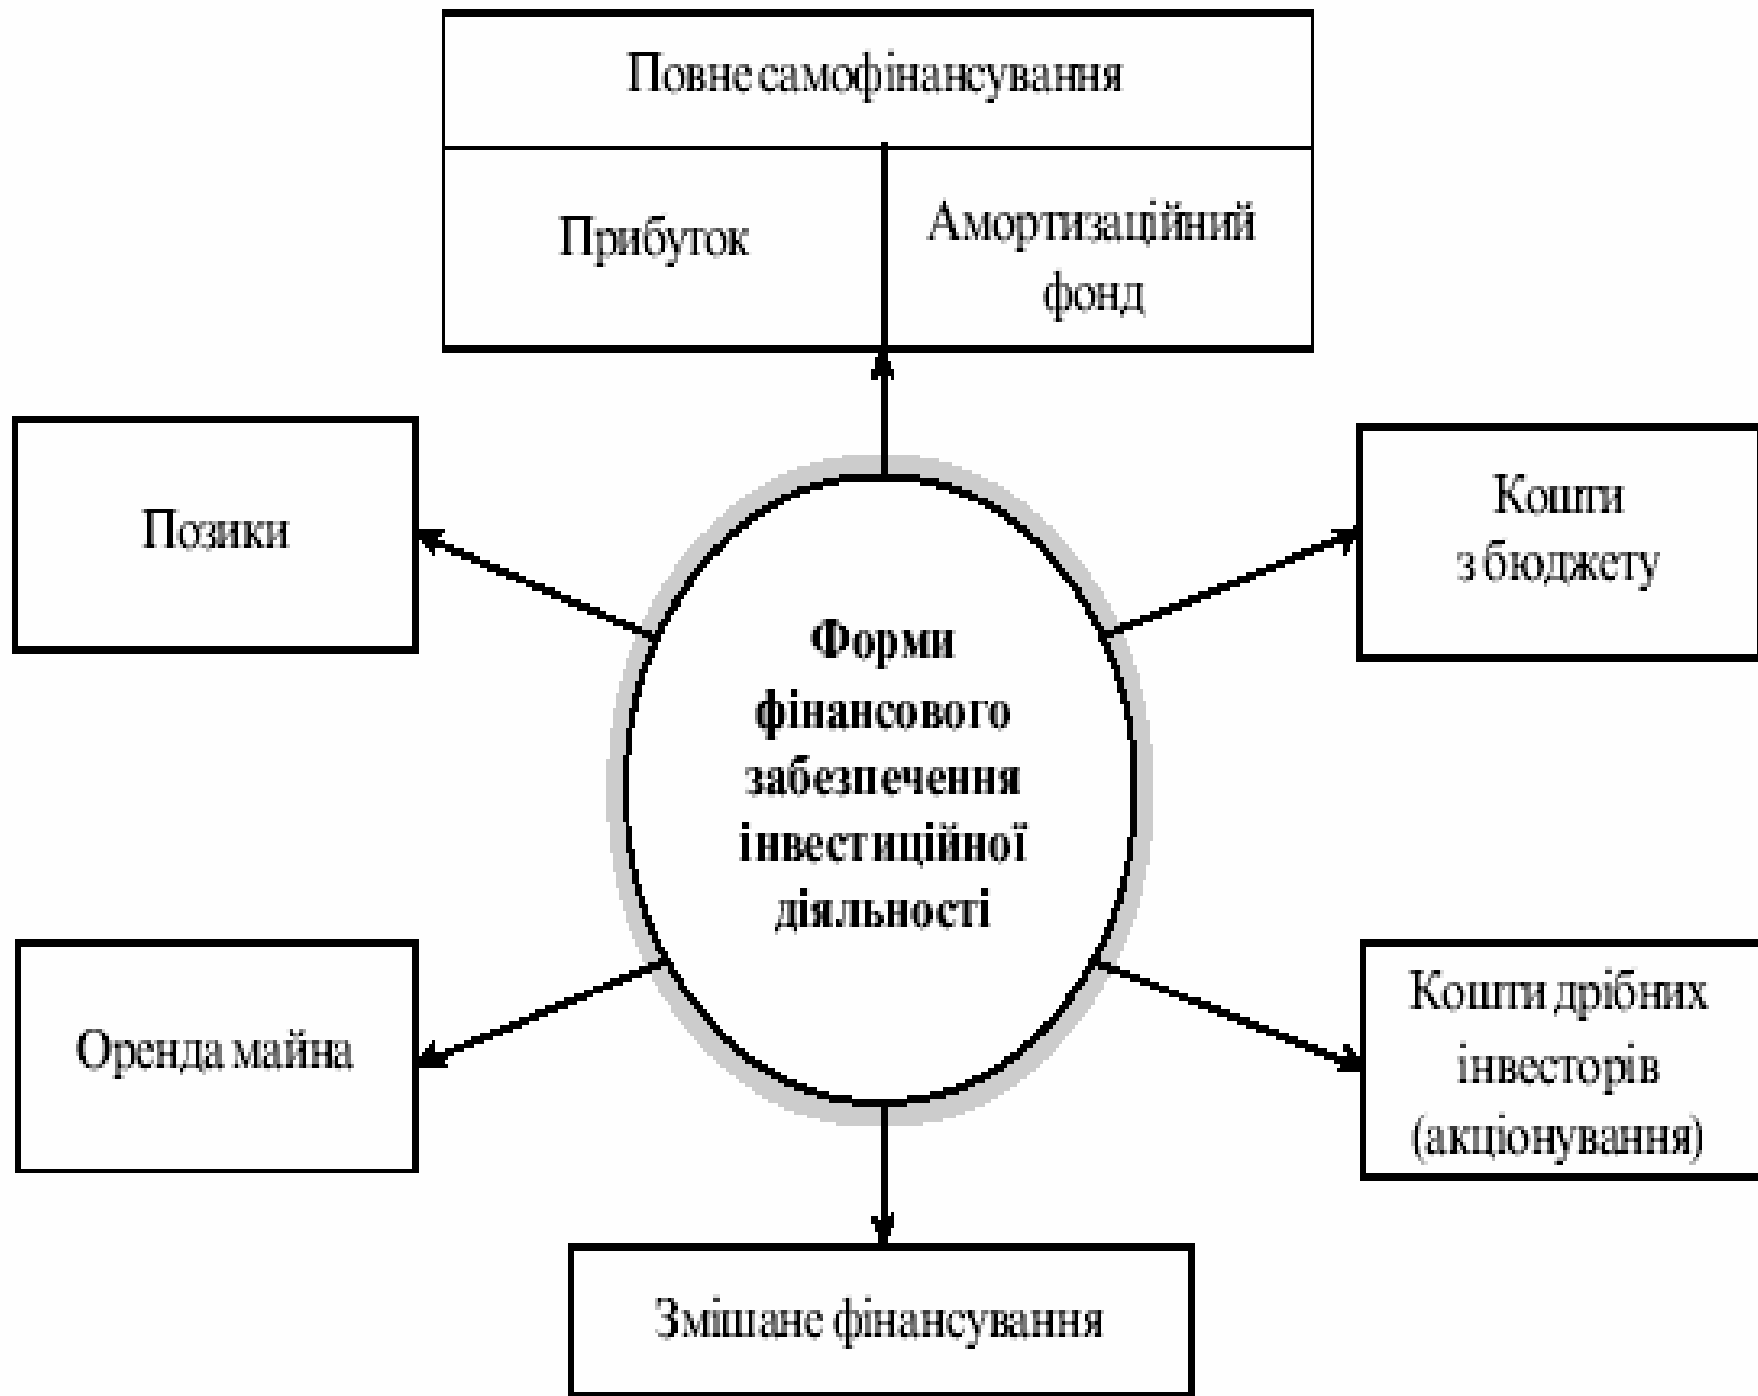 Повне самофінансування
Прибуток
Амортизаційний
фонд
Позики
Кошти
з бюджету
Форми
фінансового
забезпечення
інвестиційної
діяльності
Оренда майна
Кошти дрібних
інвесторів
(акціонування)
Змішане фінансування